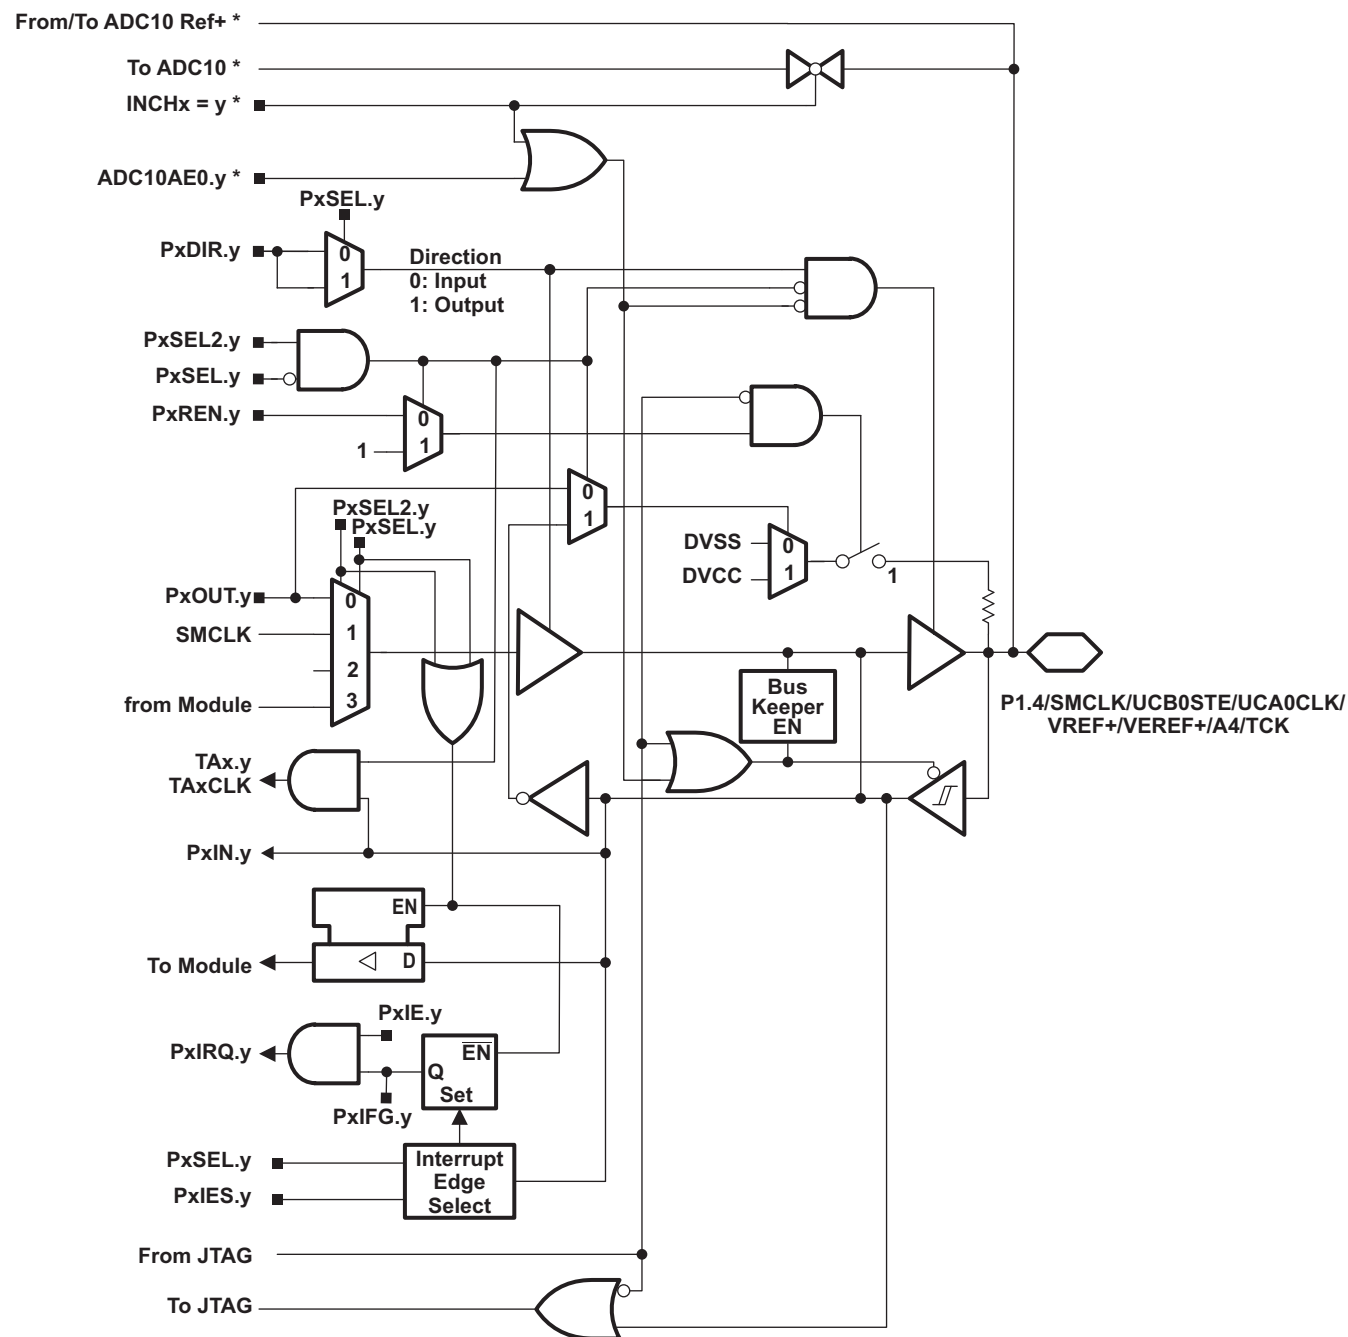 From/To ADC10 Ref+ *
To ADC10 *
INCHx = y *
ADC10AE0.y *
PxSEL.y
PxDIR.y
0
1
Direction
0: Input
1: Output
PxSEL2.y
PxSEL.y
PxREN.y
0
1
1
0
1
PxSEL2.y
PxSEL.y
DVSS
DVCC
0
1
1
PxOUT.y
SMCLK
from Module
0
1
2
3
Bus
Keeper
EN
P1.4/SMCLK/UCB0STE/UCA0CLK/
VREF+/VEREF+/A4/TCK
TAx.y
TAxCLK
PxIN.y
EN
D
To Module
PxIE.y
PxIRQ.y
EN
Q
Set
PxIFG.y
PxSEL.y
PxIES.y
Interrupt
Edge
Select
From JTAG
To JTAG